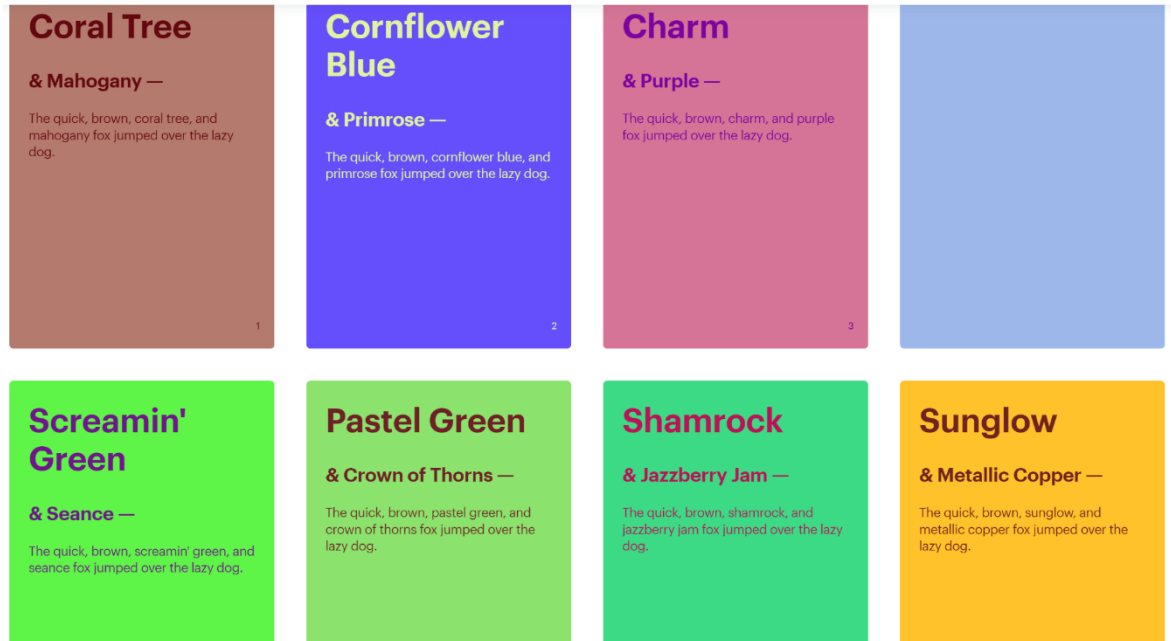 Coral Tree
& Mahogany —
The quick, brown, coral tree, and
mahogany fox jumped over the lazy
dog.
1
Cornflower
Blue
& Primrose —
The quick, brown, cornflower blue, and
primrose fox jumped over the lazy dog.
2
Charm
& Purple —
The quick, brown, charm, and purple
fox jumped over the lazy dog.
3
Screamin'
Green
& Seance —
The quick, brown, screamin' green, and
seance fox jumped over the lazy dog.
Pastel Green
& Crown of Thorns —
The quick, brown, pastel green, and
crown of thorns fox jumped over the
lazy dog.
Shamrock
& Jazzberry Jam —
The quick, brown, shamrock, and
jazzberry jam fox jumped over the lazy
dog.
Sunglow
& Metallic Copper —
The quick, brown, sunglow, and
metallic copper fox jumped over the
lazy dog.